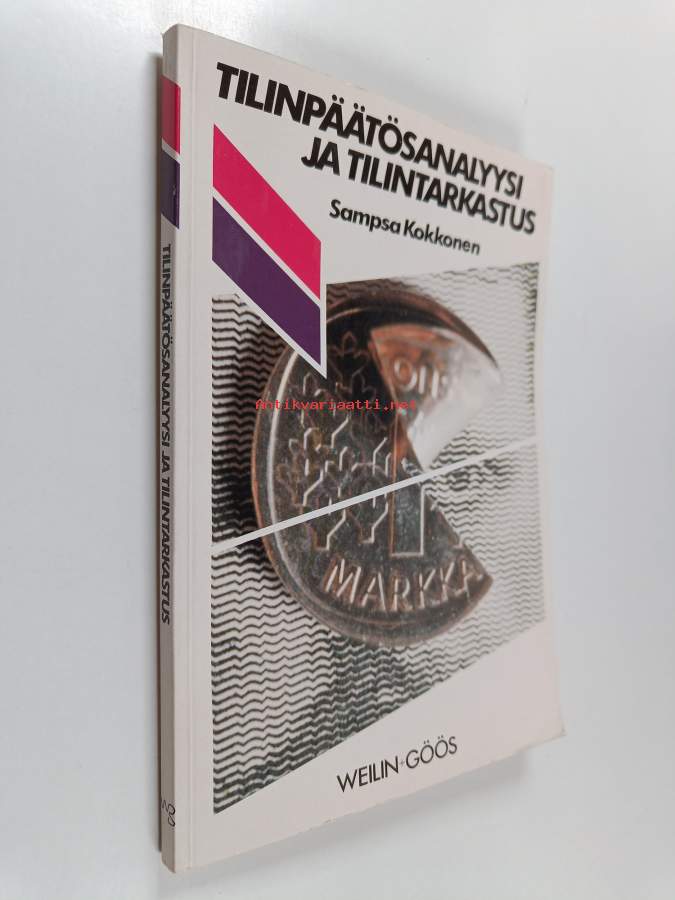 TILINPÄÄTÖSANALYYSI
JA TILINTARKASTUS
Sampsa Kokkonen
MARKKA
WEILIN+GÖÖS
TILINPÄÄTÖSANALYYSI JA TILINTARKASTUS
Antikvariaatti.net